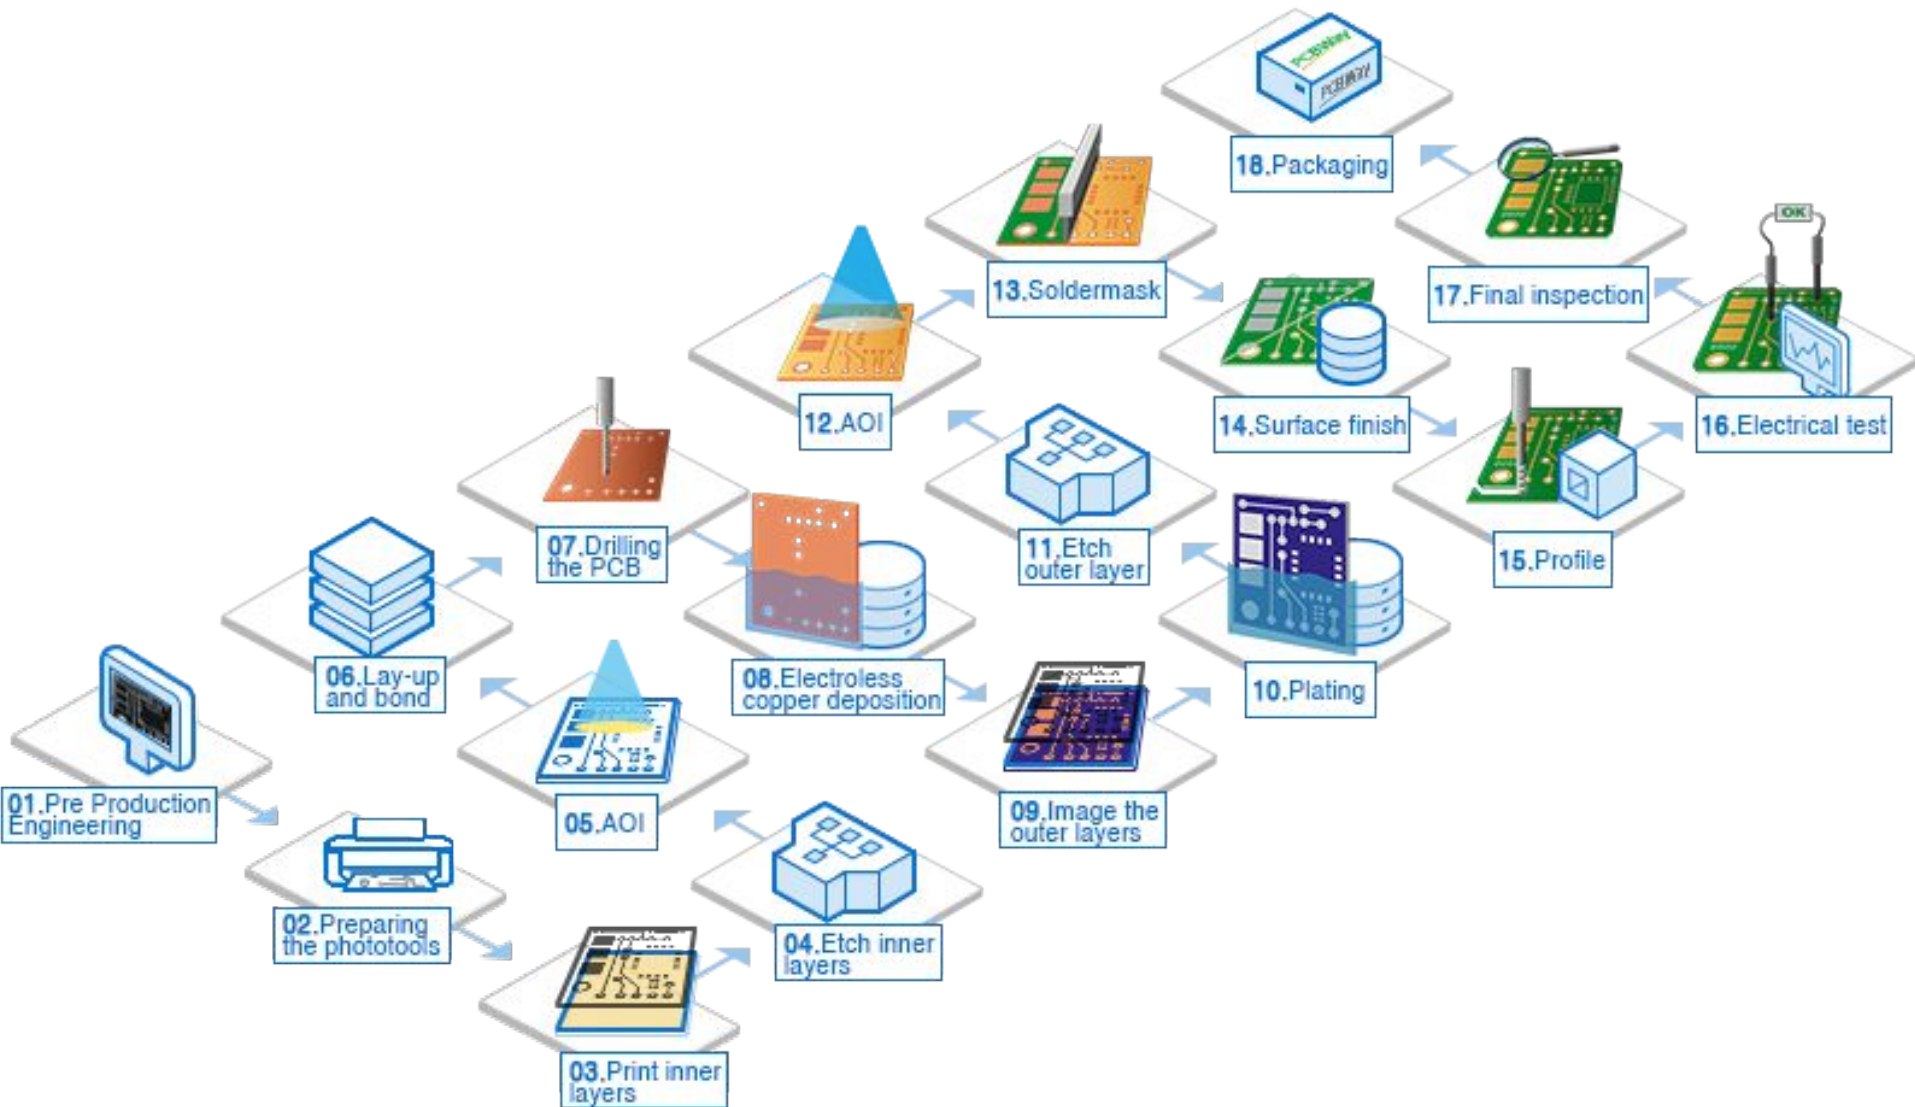 01.Pre Production
Engineering
02.Preparing
the phototools
03.Print inner
layers
04.Etch inner
layers
05.AOI
06.Lay-up
and bond
07.Drilling
the PCB
08.Electroless
copper deposition
09.Image the
outer layers
10.Plating
11.Etch
outer layer
12.AOI
13.Soldermask
14.Surface finish
15.Profile
OK
16.Electrical test
17.Final inspection
PCBWay
PCBWay
18.Packaging